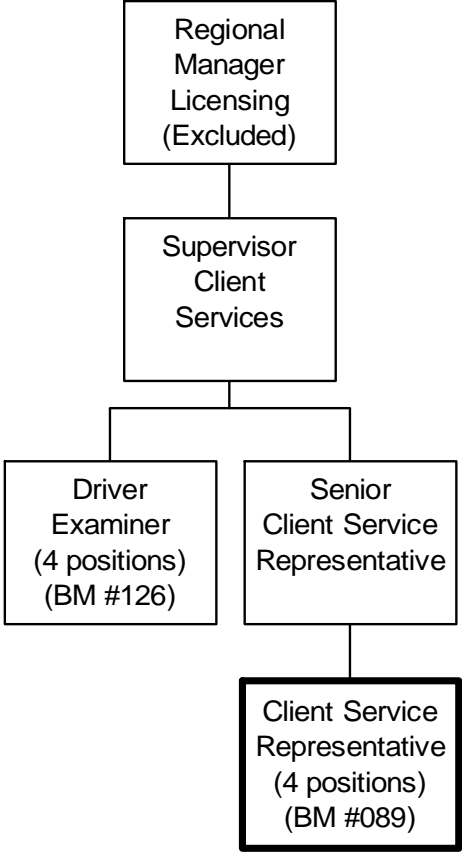 Regional
Manager
Licensing
(Excluded)
Supervisor
Client
Services
Driver
Examiner
(4 positions)
(BM #126)
Senior
Client Service
Representative
Client Service
Representative
(4 positions)
(BM #089)